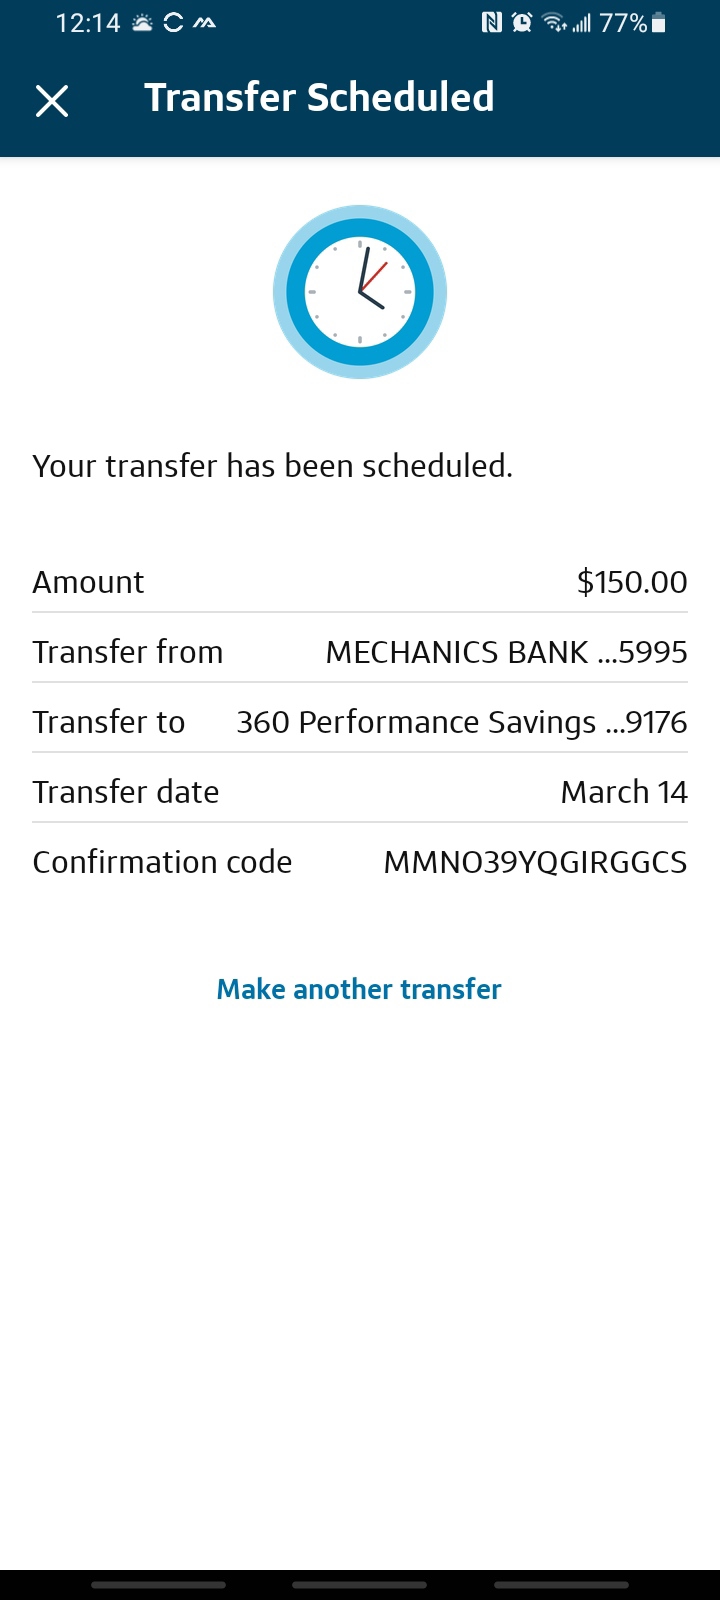 12:14 77%
Transfer Scheduled
Your transfer has been scheduled.
Amount $150.00
Transfer from MECHANICS BANK ...5995
Transfer to 360 Performance Savings ...9176
Transfer date March 14
Confirmation code MMNO39YQGIRGGCS
Make another transfer